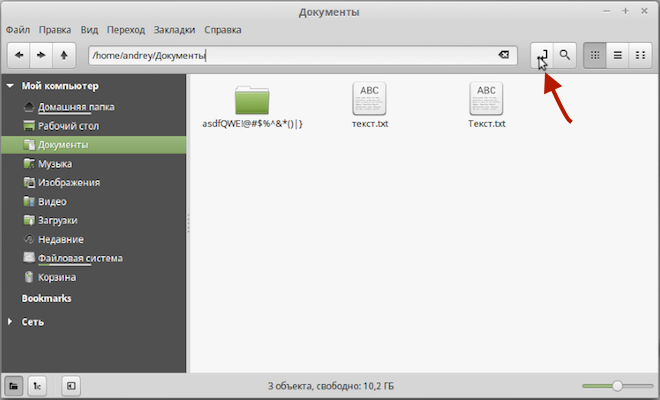 Документы
Файл Правка Вид Переход Закладки Справка
/home/andrey/Документы
Мой компьютер
Домашняя папка
Рабочий стол
Документы
Музыка
Изображения
Видео
Загрузки
Недавние
Файловая система
Корзина
Bookmarks
Сеть
ABC
ABC
asdfQWE!@#$%^&*()|} текст.txt Текст.txt
3 объекта, свободно: 10,2 ГБ